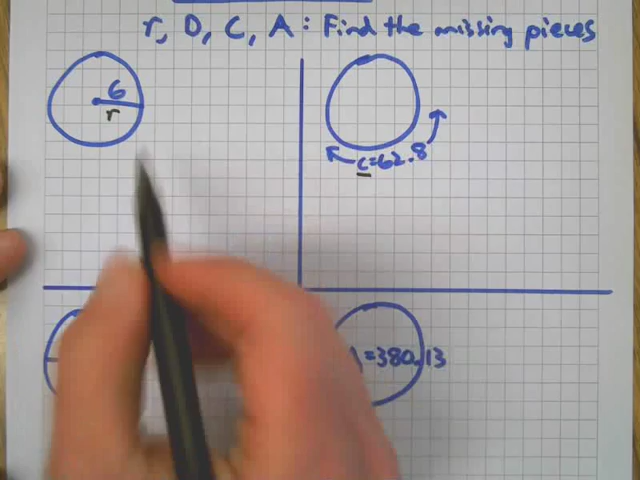 r, D, C, A : Find the missing pieces
6
r
C=62.8
=380.13